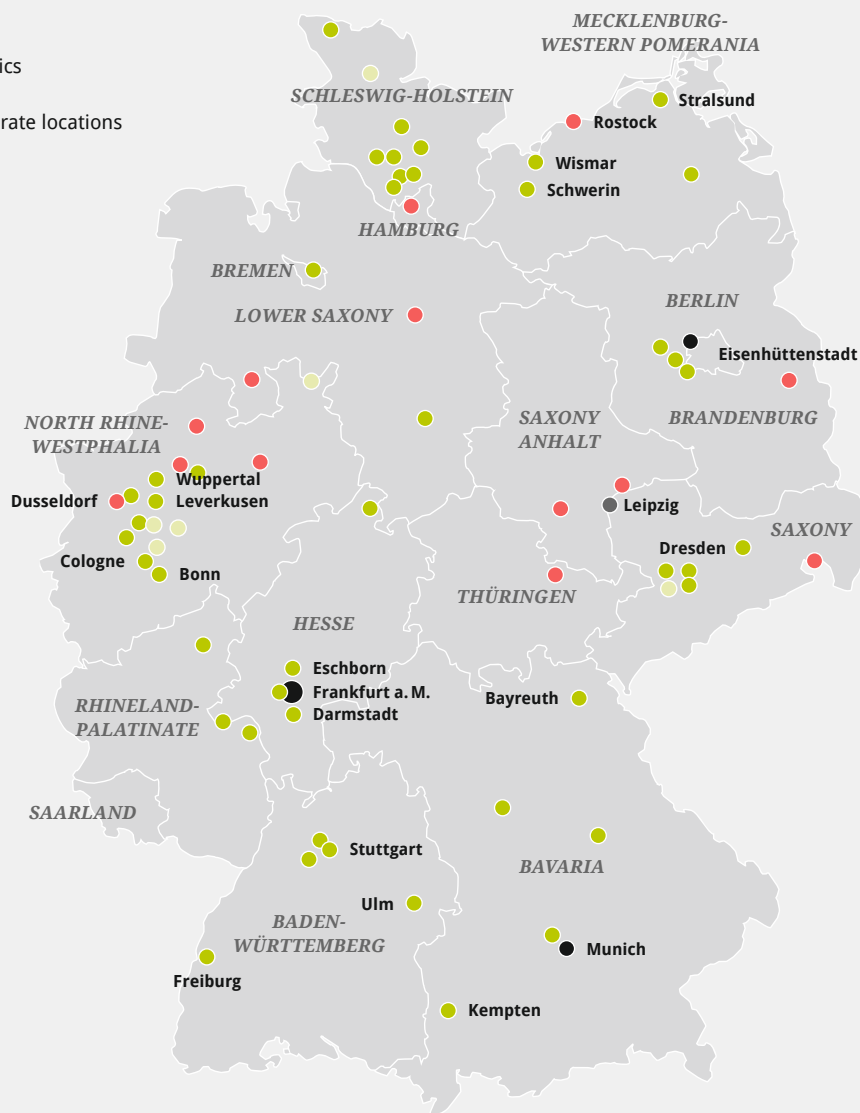 MECKLENBURG-
WESTERN POMERANIA
ics
SCHLESWIG-HOLSTEIN
Stralsund
rate locations
Rostock
Wismar
Schwerin
HAMBURG
BREMEN
BERLIN
LOWER SAXONY
Eisenhüttenstadt
NORTH RHINE-
WESTPHALIA
SAXONY
ANHALT
BRANDENBURG
Wuppertal
Dusseldorf
Leverkusen
Leipzig
SAXONY
Dresden
Cologne
Bonn
THÜRINGEN
HESSE
Eschborn
Frankfurt a. M.
Darmstadt
RHINELAND-
PALATINATE
Bayreuth
SAARLAND
Stuttgart
BAVARIA
Ulm
BADEN-
WÜRTTEMBERG
Munich
Freiburg
Kempten